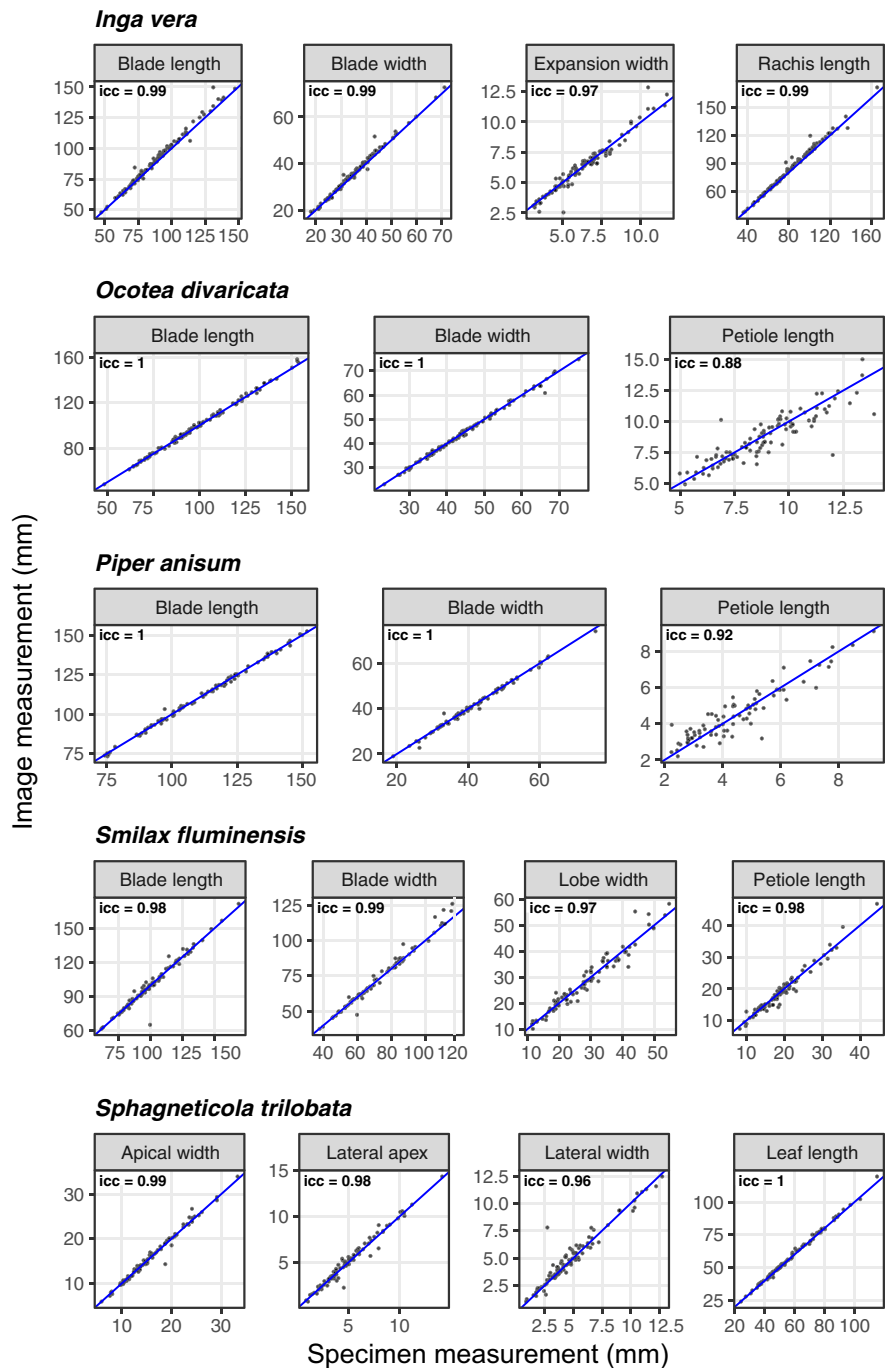 Inga vera
Blade length Blade width Expansion width Rachis length
icc = 0.99 icc = 0.99 icc = 0.97 icc = 0.99
150 125 100 75 50
50 75 100 125 150
60 40 20
20 30 40 50 60 70
12.5 10.0 7.5 5.0 2.5
5.0 7.5 10.0
150 120 90 60
40 70 100 130 160
Ocotea divaricata
Blade length Blade width Petiole length
icc = 1 icc = 1 icc = 0.88
160 120 80
50 75 100 125 150
70 60 50 40 30
30 40 50 60 70
15.0 12.5 10.0 7.5 5.0
5 7.5 10 12.5
Piper anisum
Blade length Blade width Petiole length
icc = 1 icc = 1 icc = 0.92
150 125 100 75
75 100 125 150
60 40 20
20 40 60
8 6 4 2
2 4 6 8
Smilax fluminensis
Blade length Blade width Lobe width Petiole length
icc = 0.98 icc = 0.99 icc = 0.97 icc = 0.98
150 120 90 60
75 100 125 150
125 100 75 50
40 60 80 100 120
60 50 40 30 20 10
10 20 30 40 50
40 30 20 10
10 20 30 40
Sphagneticola trilobata
Apical width Lateral apex Lateral width Leaf length
icc = 0.99 icc = 0.98 icc = 0.96 icc = 1
30 20 10
10 20 30
15 10 5
5 10
12.5 10.0 7.5 5.0 2.5
2.5 5 7.5 10 12.5
100 75 50 25
20 40 60 80 100
Image measurement (mm)
Specimen measurement (mm)